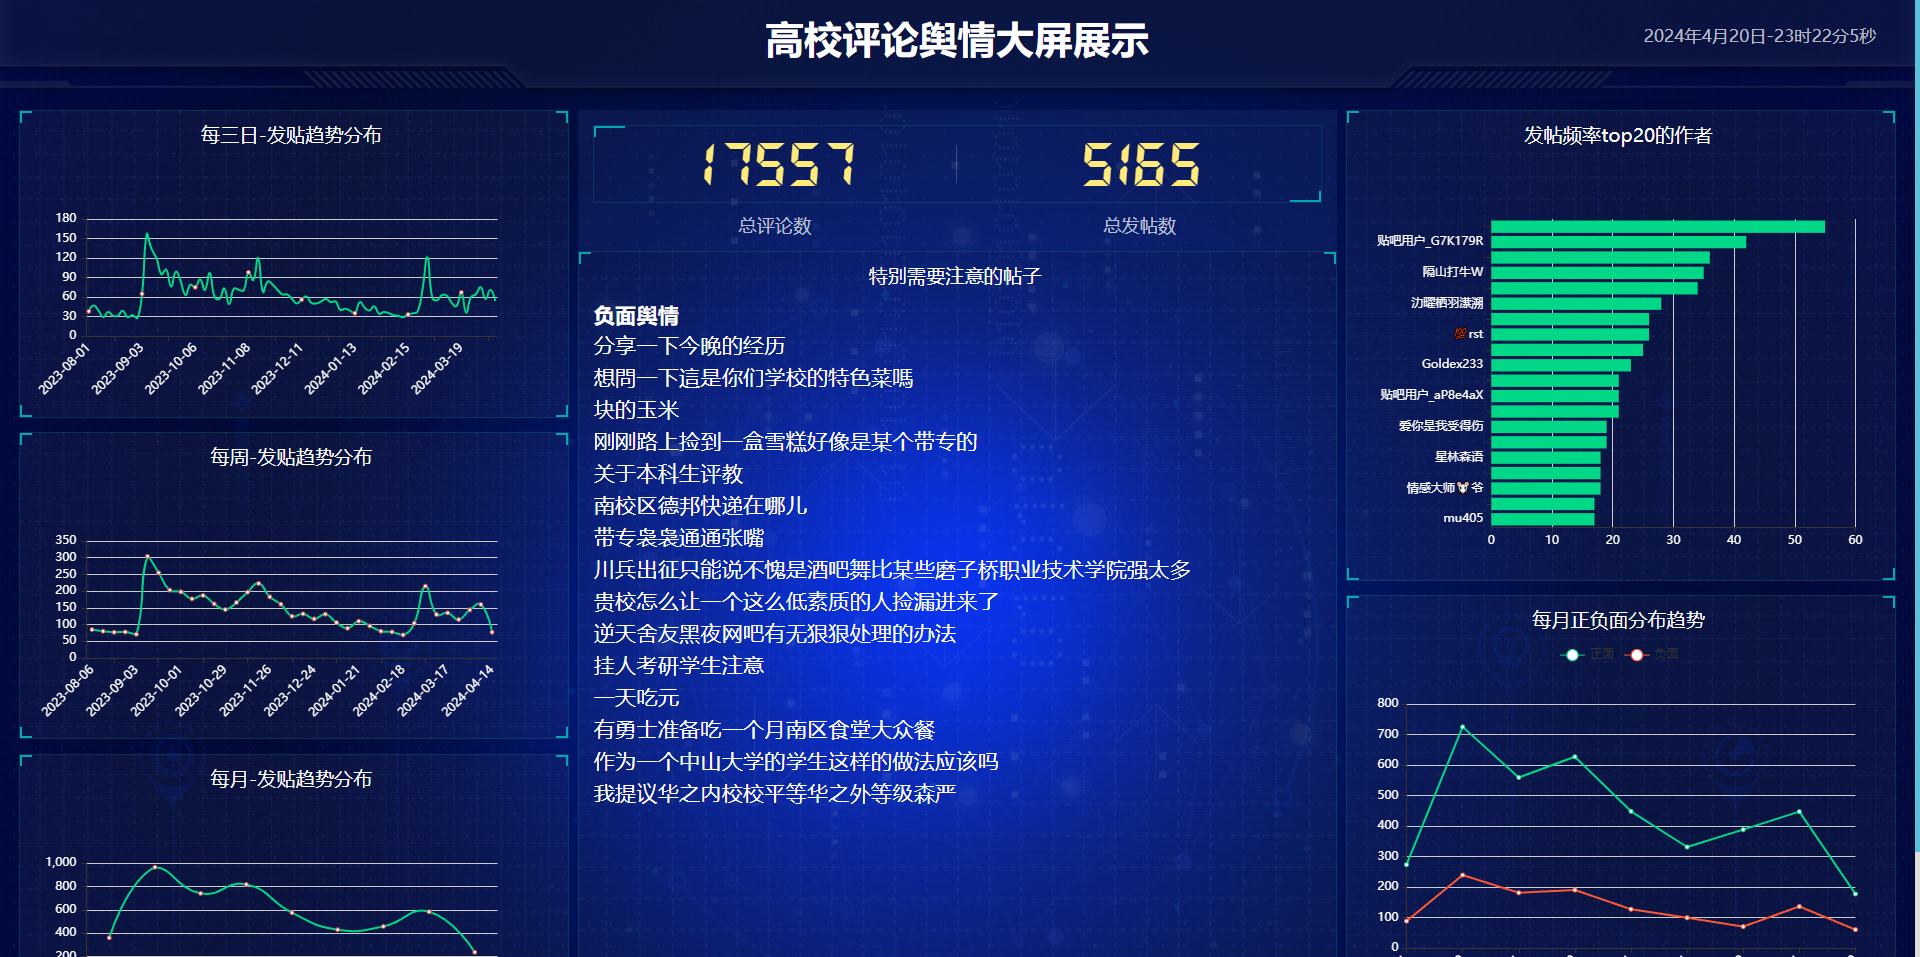 高校评论舆情大屏展示
2024年4月20日-23时22分5秒
每三日-发贴趋势分布
180
150
120
90
60
30
0
2023-08-01
2023-09-03
2023-10-06
2023-11-08
2023-12-11
2024-01-13
2024-02-15
2024-03-19
每周-发贴趋势分布
350
300
250
200
150
100
50
0
2023-08-06
2023-09-03
2023-10-01
2023-10-29
2023-11-26
2023-12-24
2024-01-21
2024-02-18
2024-03-17
2024-04-14
每月-发贴趋势分布
1,000
800
600
400
200
17557
5165
总评论数
总发帖数
特别需要注意的帖子
负面舆情
分享一下今晚的经历
想問一下這是你们学校的特色菜嗎
块的玉米
刚刚路上捡到一盒雪糕好像是某个带专的
关于本科生评教
南校区德邦快递在哪儿
带专袅袅通通张嘴
川兵出征只能说不愧是酒吧舞比某些磨子桥职业技术学院强太多
贵校怎么让一个这么低素质的人捡漏进来了
逆天舍友黑夜网吧有无狠狠处理的办法
挂人考研学生注意
一天吃元
有勇士准备吃一个月南区食堂大众餐
作为一个中山大学的学生这样的做法应该吗
我提议华之内校校平等华之外等级森严
发帖频率top20的作者
贴吧用户_G7K179R
隔山打牛W
💯rst
Goldex233
贴吧用户_aP8e4aX
爱你是我受得伤
星林森语
情感大师🐭爷
mu405
0
10
20
30
40
50
60
每月正负面分布趋势
正面
负面
800
700
600
500
400
300
200
100
0